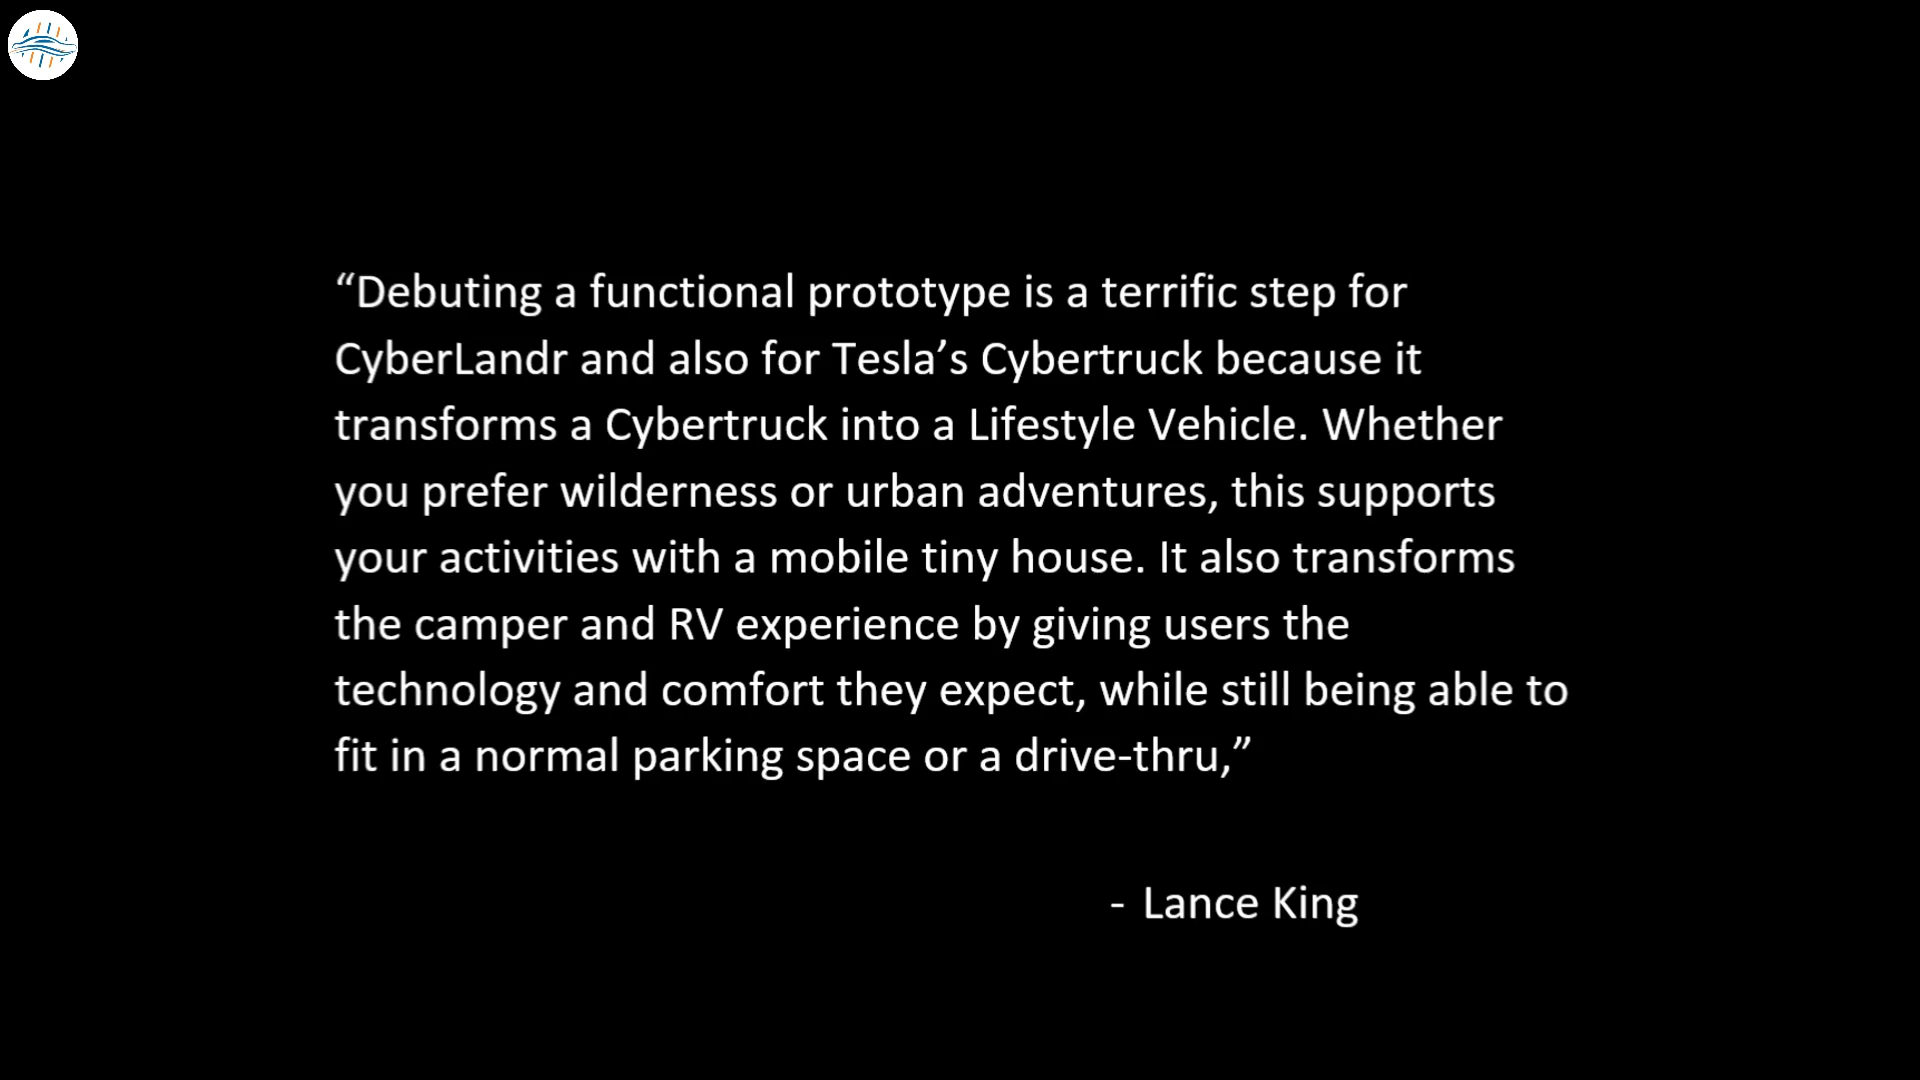 “Debuting a functional prototype is a terrific step for
CyberLandr and also for Tesla’s Cybertruck because it
transforms a Cybertruck into a Lifestyle Vehicle. Whether
you prefer wilderness or urban adventures, this supports
your activities with a mobile tiny house. It also transforms
the camper and RV experience by giving users the
technology and comfort they expect, while still being able to
fit in a normal parking space or a drive-thru,”
- Lance King